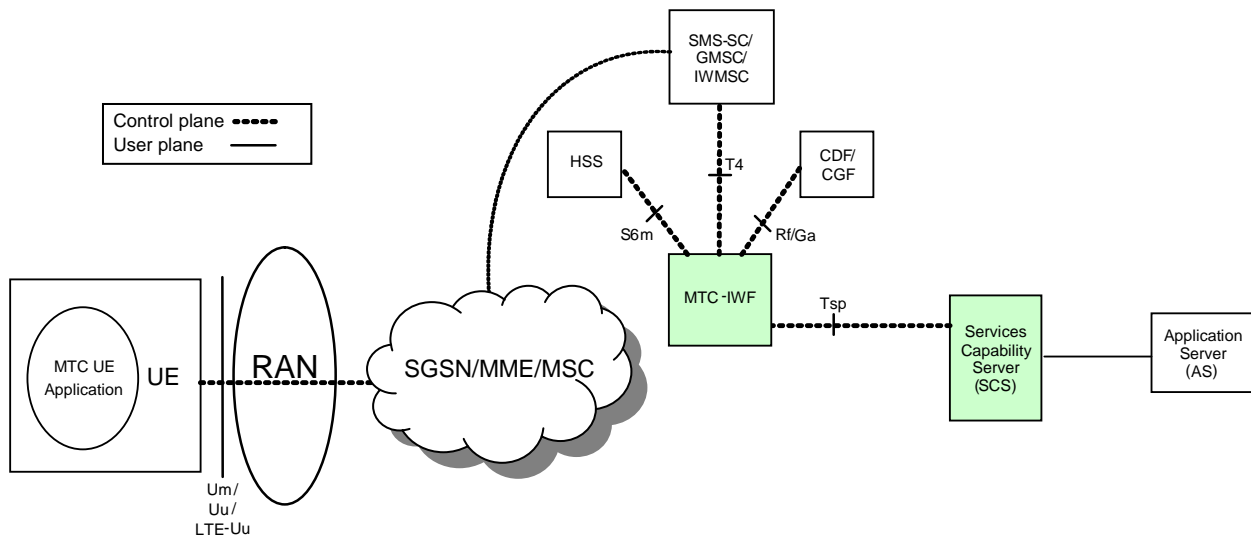 SMS-SC/
GMSC/
IWMSC
Control plane
User plane
HSS
T4
CDF/
CGF
S6m
Rf/Ga
MTC-IWF
Tsp
Services
Capability
Server
(SCS)
Application
Server
(AS)
MTC UE
Application
UE
RAN
SGSN/MME/MSC
Um/
Uu/
LTE-Uu